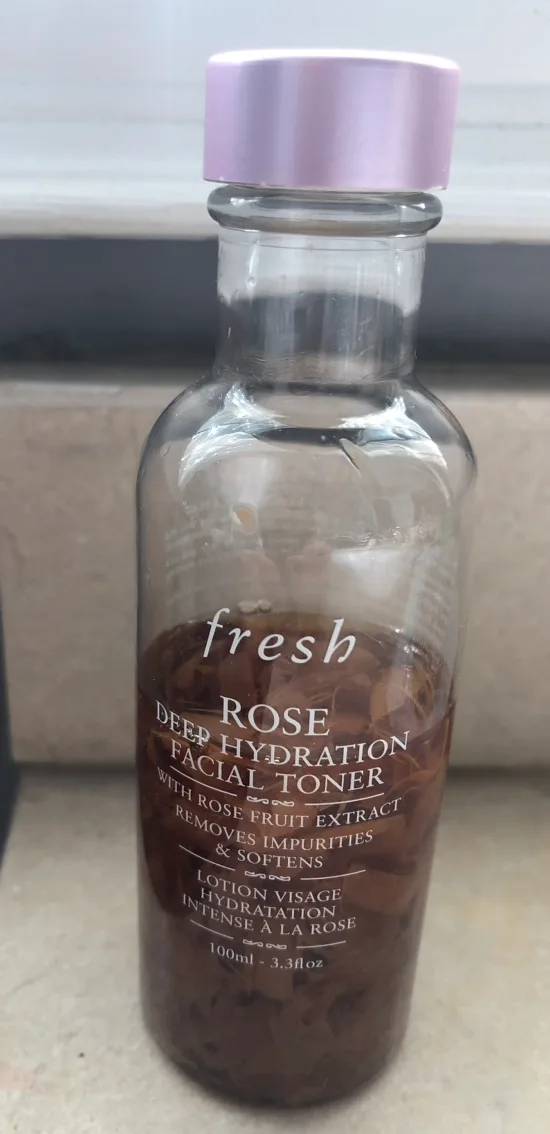 fresh
ROSE
DEEP HYDRATION
FACIAL TONER
WITH ROSE FRUIT EXTRACT
REMOVES IMPURITIES
& SOFTENS
LOTION VISAGE
HYDRATATION
INTENSE À LA ROSE
100ml - 3.3fl oz